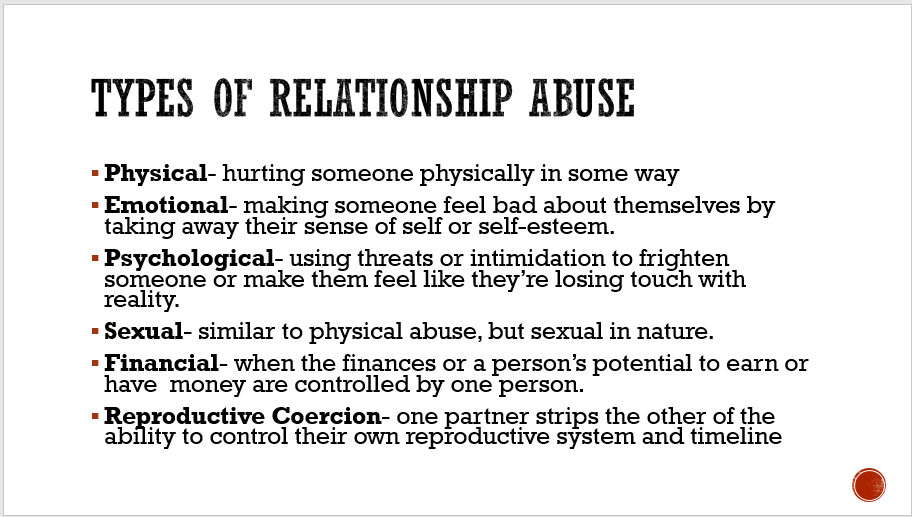 TYPES OF RELATIONSHIP ABUSE
▪ Physical- hurting someone physically in some way
▪ Emotional- making someone feel bad about themselves by
taking away their sense of self or self-esteem.
▪ Psychological- using threats or intimidation to frighten
someone or make them feel like they’re losing touch with
reality.
▪ Sexual- similar to physical abuse, but sexual in nature.
▪ Financial- when the finances or a person’s potential to earn or
have  money are controlled by one person.
▪ Reproductive Coercion- one partner strips the other of the
ability to control their own reproductive system and timeline